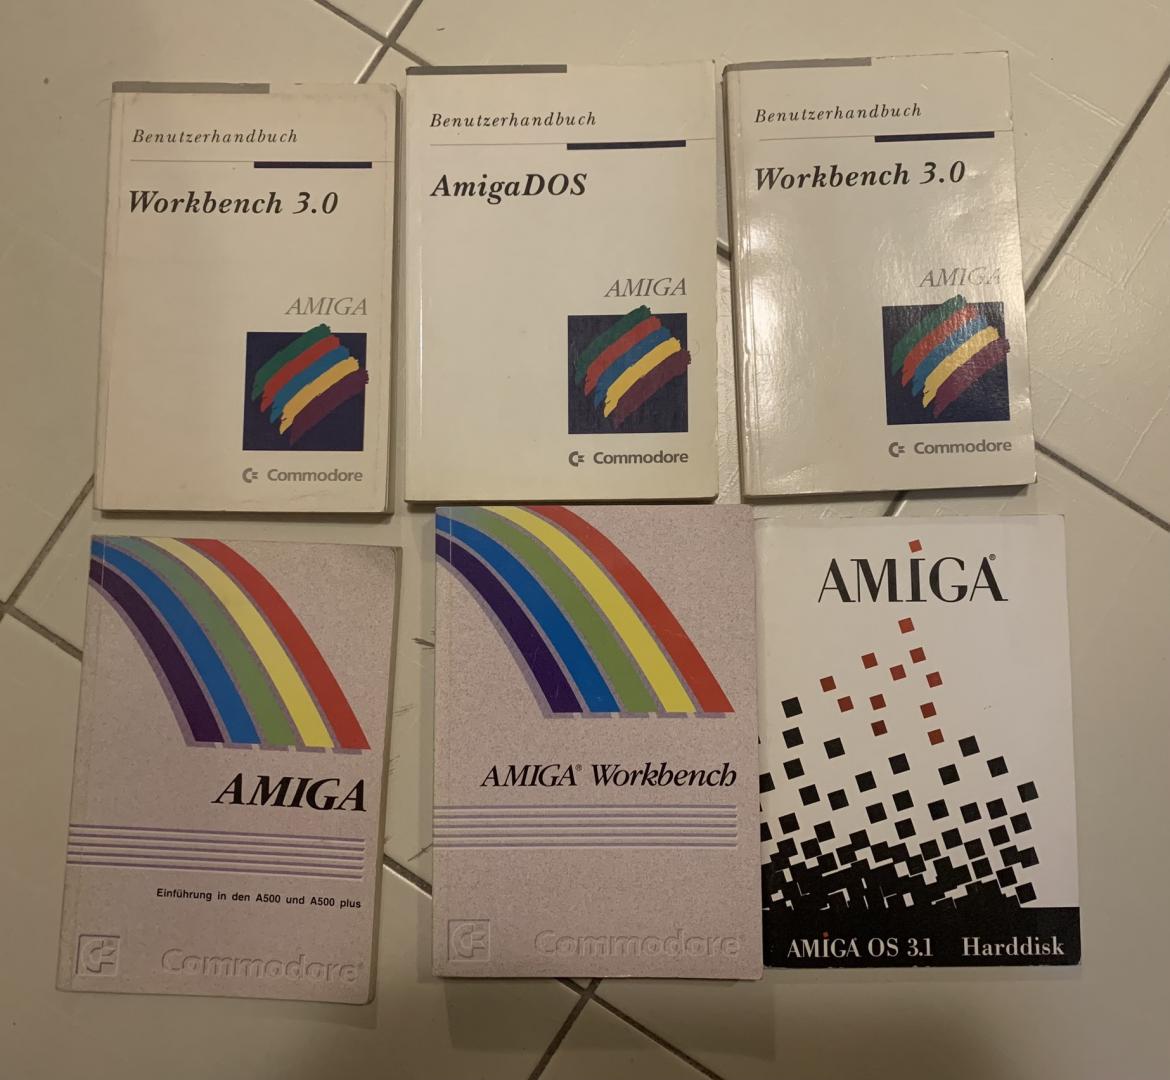 Benutzerhandbuch
Workbench 3.0
AMIGA
Commodore
Benutzerhandbuch
AmigaDOS
AMIGA
Commodore
Benutzerhandbuch
Workbench 3.0
AMIGA
Commodore
AMIGA
Einführung in den A500 und A500 plus
Commodore
AMIGA® Workbench
Commodore
AMIGA®
AMIGA OS 3.1 Harddisk